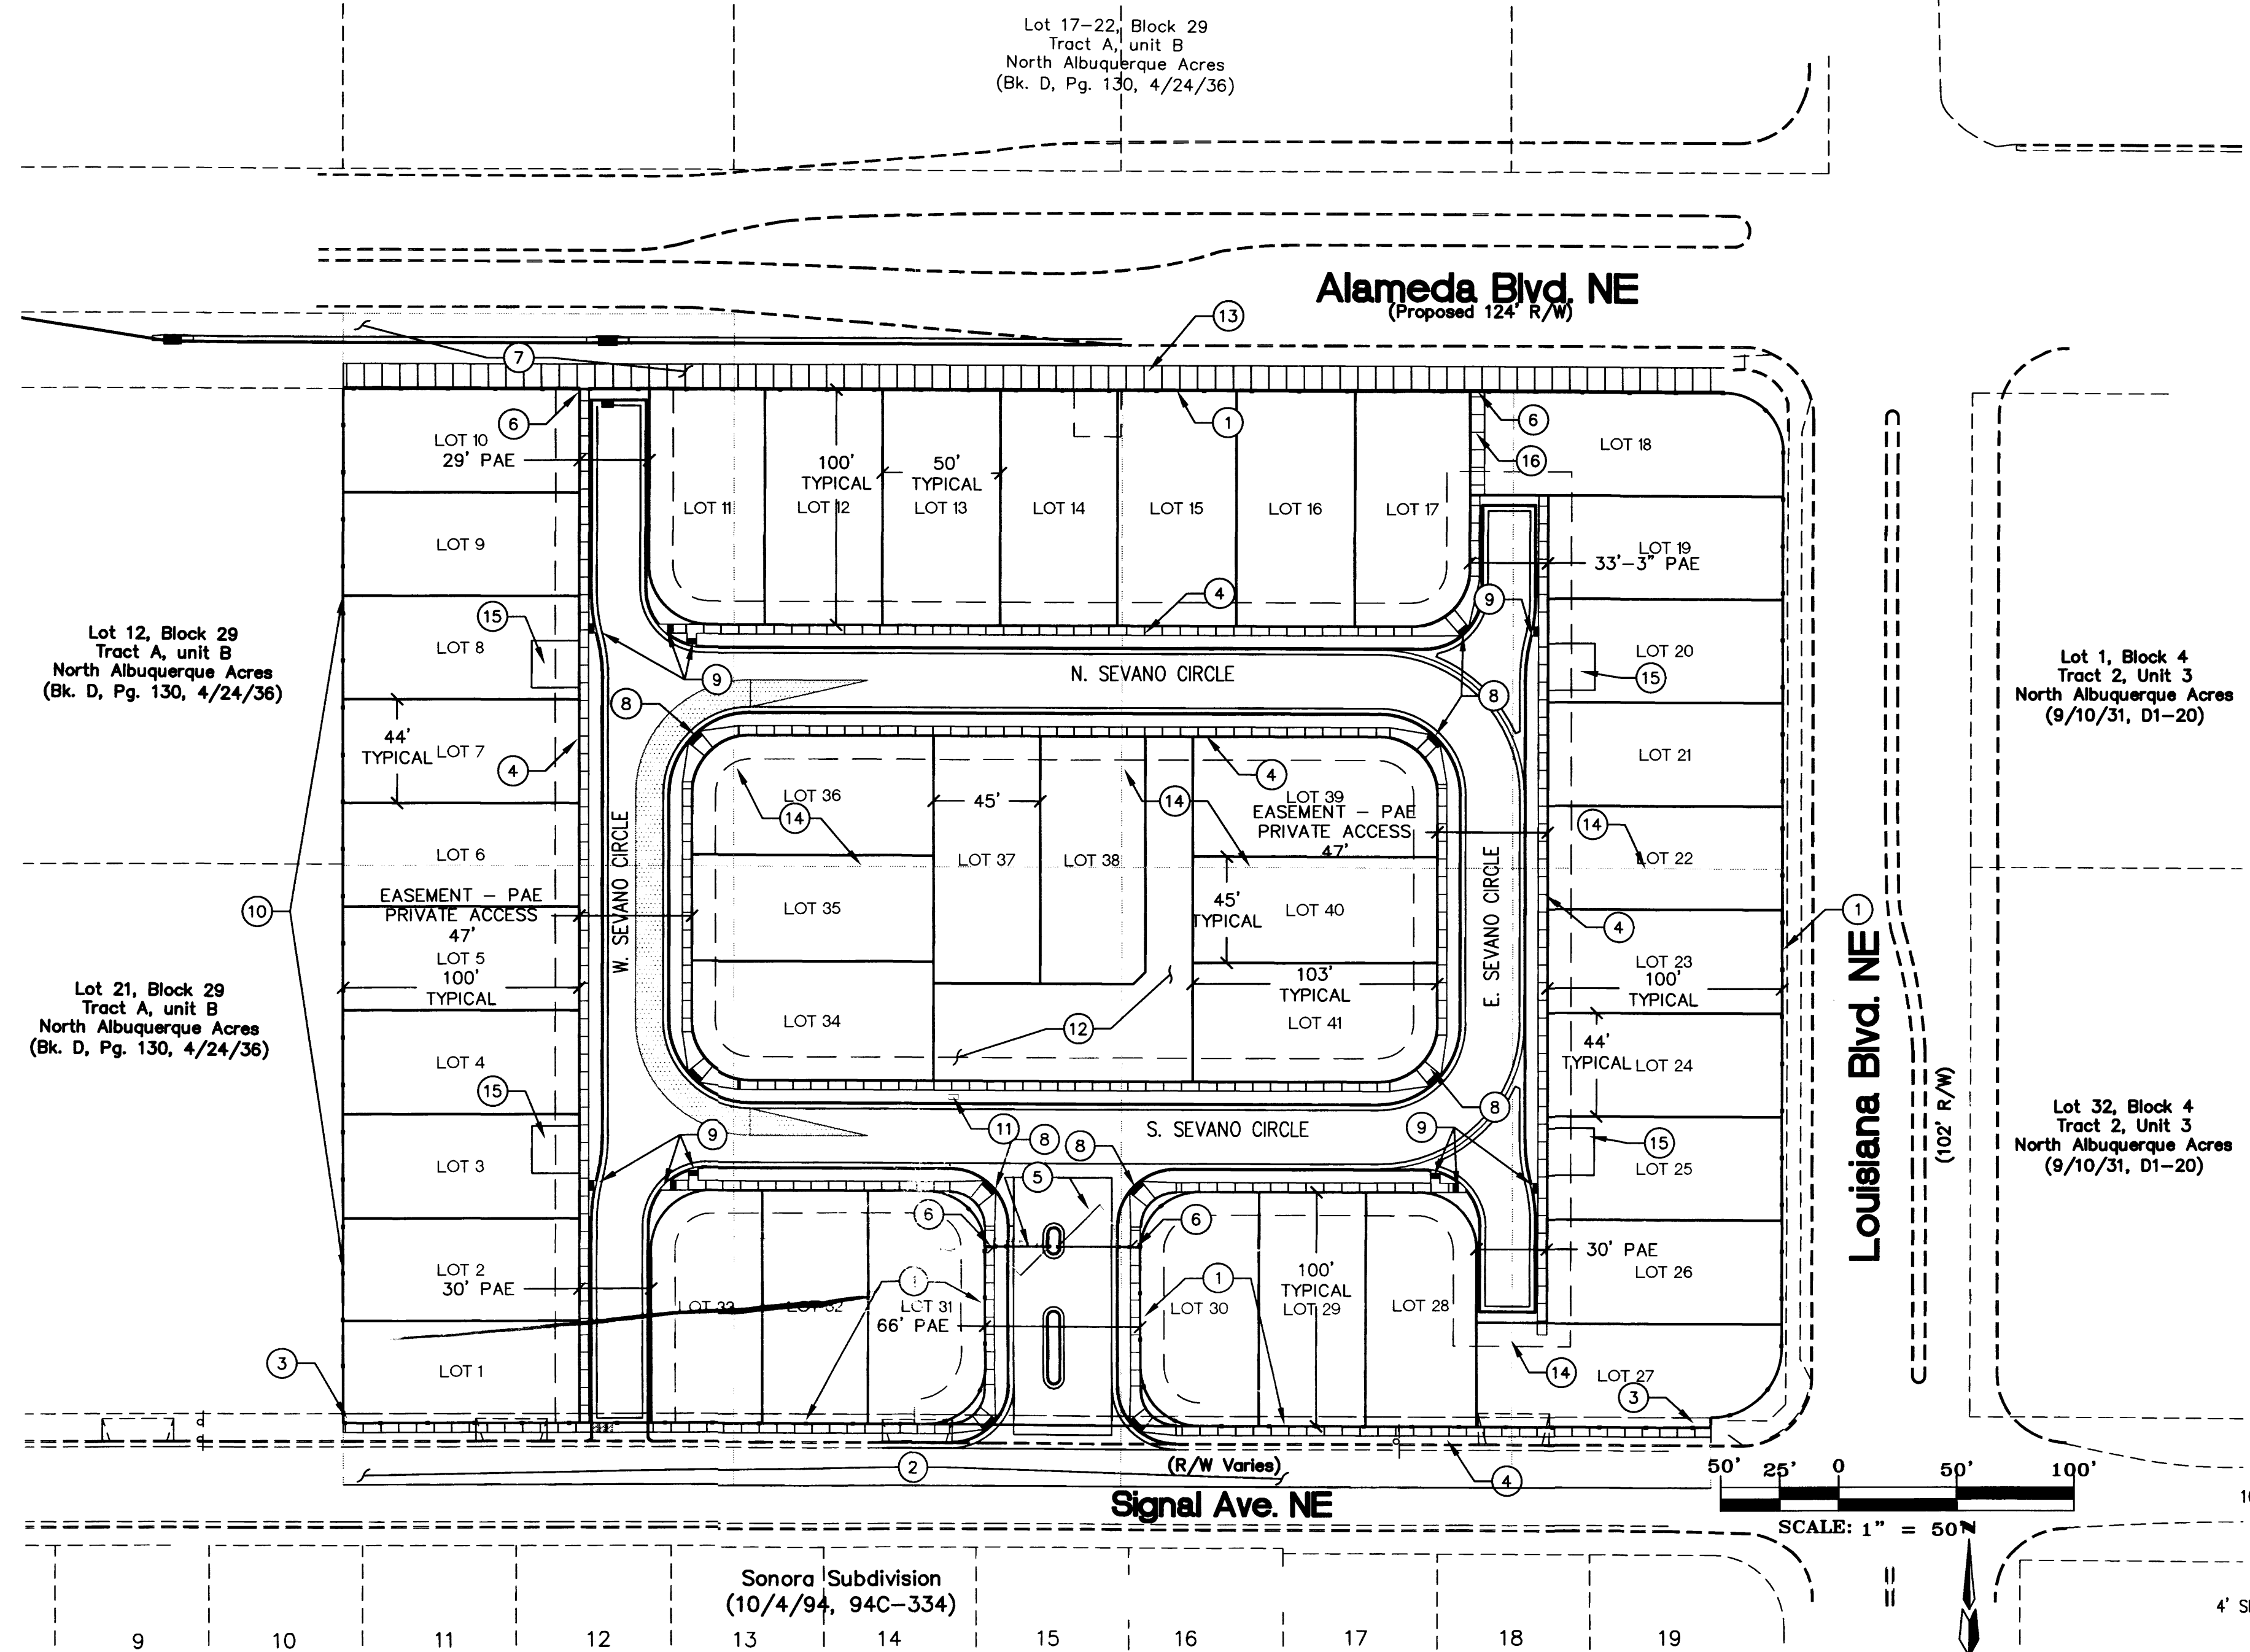 Lot 17-22, Block 29
Tract A, unit B
North Albuquerque Acres
(Bk. D, Pg. 130, 4/24/36)
Alameda Blvd. NE
(Proposed 124' R/W)
13
7
6
1
6
16
LOT 10
29' PAE
100'
TYPICAL
50'
TYPICAL
LOT 18
LOT 11
LOT 12
LOT 13
LOT 14
LOT 15
LOT 16
LOT 17
LOT 9
LOT 19
33'-3" PAE
15
4
9
Lot 12, Block 29
Tract A, unit B
North Albuquerque Acres
(Bk. D, Pg. 130, 4/24/36)
LOT 8
LOT 20
15
N. SEVANO CIRCLE
9
8
8
Lot 1, Block 4
Tract 2, Unit 3
North Albuquerque Acres
(9/10/31, D1-20)
44'
TYPICAL
LOT 7
4
LOT 21
4
LOT 36
14
45'
14
LOT 39
EASEMENT - PAE
PRIVATE ACCESS
47'
14
LOT 22
LOT 6
W. SEVANO CIRCLE
LOT 37
LOT 38
E. SEVANO CIRCLE
EASEMENT - PAE
PRIVATE ACCESS
47'
10
LOT 35
45'
TYPICAL
LOT 40
1
4
LOT 5
100'
TYPICAL
103'
TYPICAL
LOT 23
100'
TYPICAL
Louisiana Blvd. NE
(102' R/W)
Lot 21, Block 29
Tract A, unit B
North Albuquerque Acres
(Bk. D, Pg. 130, 4/24/36)
LOT 34
12
LOT 41
44'
TYPICAL
LOT 4
LOT 24
15
8
Lot 32, Block 4
Tract 2, Unit 3
North Albuquerque Acres
(9/10/31, D1-20)
9
11
8
8
S. SEVANO CIRCLE
9
15
LOT 3
LOT 25
5
6
6
LOT 2
30' PAE
30' PAE
LOT 26
1
1
100'
TYPICAL
LOT 33
LOT 32
LOT 31
66' PAE
LOT 30
LOT 29
LOT 28
3
LOT 1
14
LOT 27
3
2
(R/W Varies)
4
Signal Ave. NE
50'
25'
0
50'
100'
SCALE: 1" = 50'
N
Sonora Subdivision
(10/4/94, 94C-334)
9
10
11
12
13
14
15
16
17
18
19
4'